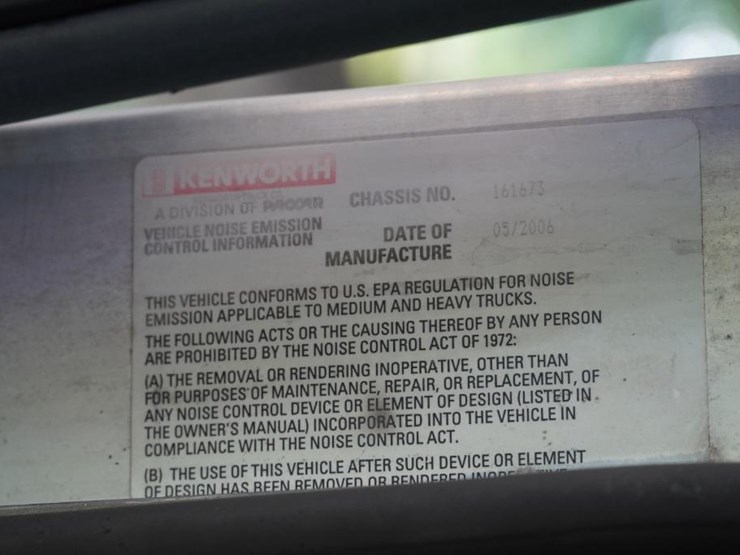 KENWORTH
A DIVISION OF PACCAR
CHASSIS NO. 161673
VEHICLE NOISE EMISSION
CONTROL INFORMATION
DATE OF 05/2006
MANUFACTURE
THIS VEHICLE CONFORMS TO U.S. EPA REGULATION FOR NOISE
EMISSION APPLICABLE TO MEDIUM AND HEAVY TRUCKS.
THE FOLLOWING ACTS OR THE CAUSING THEREOF BY ANY PERSON
ARE PROHIBITED BY THE NOISE CONTROL ACT OF 1972:
(A) THE REMOVAL OR RENDERING INOPERATIVE, OTHER THAN
FOR PURPOSES OF MAINTENANCE, REPAIR, OR REPLACEMENT, OF
ANY NOISE CONTROL DEVICE OR ELEMENT OF DESIGN (LISTED IN
THE OWNER'S MANUAL) INCORPORATED INTO THE VEHICLE IN
COMPLIANCE WITH THE NOISE CONTROL ACT.
(B) THE USE OF THIS VEHICLE AFTER SUCH DEVICE OR ELEMENT
OF DESIGN HAS BEEN REMOVED OR RENDERED